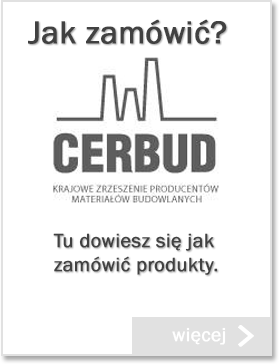 Jak zamówić?
CERBUD
KRAJOWE ZRZESZENIE PRODUCENTÓW
MATERIAŁÓW BUDOWLANYCH
Tu dowiesz się jak
zamówić produkty.
więcej